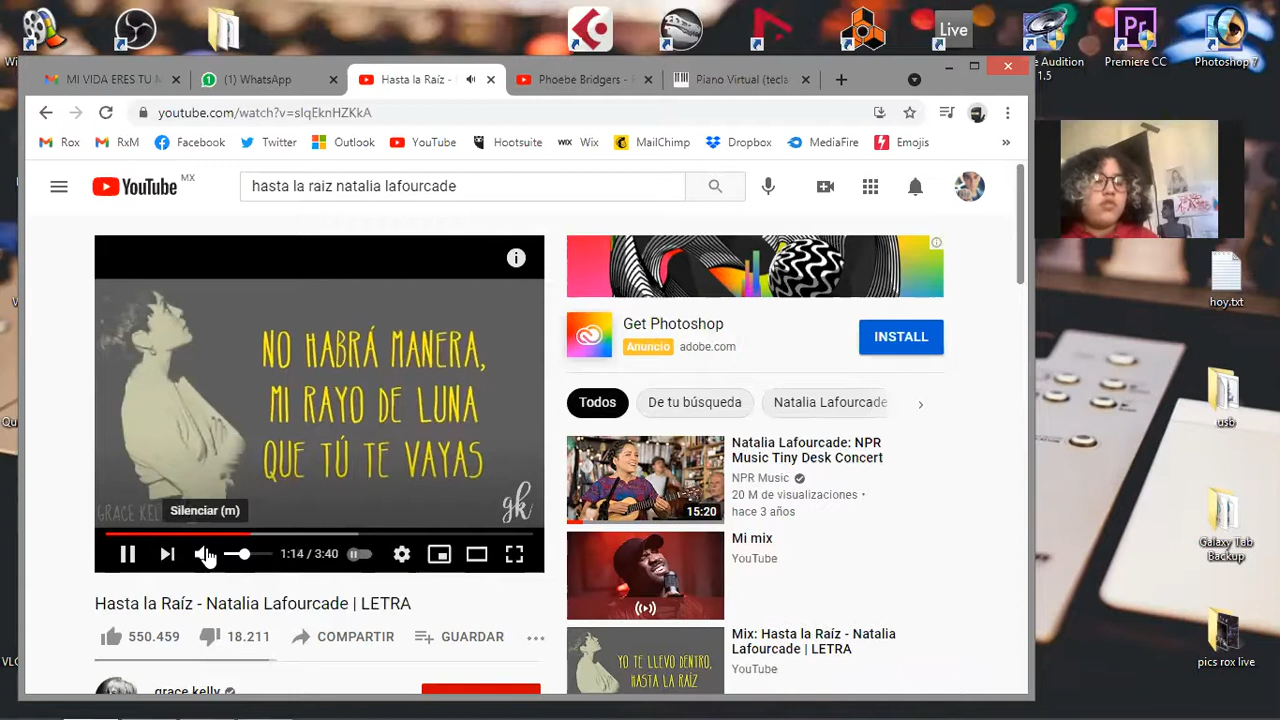 Live
Audition
1.5
Premiere CC
Photoshop 7
MI VIDA ERES TU
(1) WhatsApp
Hasta la Raíz -
Phoebe Bridgers -
Piano Virtual (tecla
youtube.com/watch?v=slqEknHZKkA
Rox
RxM
Facebook
Twitter
Outlook
YouTube
Hootsuite
WiX Wix
MailChimp
Dropbox
MediaFire
Emojis
YouTube MX
hasta la raiz natalia lafourcade
NO HABRÁ MANERA,
MI RAYO DE LUNA
QUE TÚ TE VAYAS
gk
Silenciar (m)
1:14 / 3:40
Hasta la Raíz - Natalia Lafourcade | LETRA
550.459
18.211
COMPARTIR
GUARDAR
grace kelly
Get Photoshop
Anuncio adobe.com
INSTALL
Todos
De tu búsqueda
Natalia Lafourcade
Natalia Lafourcade: NPR
Music Tiny Desk Concert
NPR Music
20 M de visualizaciones •
hace 3 años
15:20
Mi mix
YouTube
Mix: Hasta la Raíz - Natalia
Lafourcade | LETRA
YouTube
YO TE LLEVO DENTRO,
HASTA LA RAÍZ
hoy.txt
usb
Galaxy Tab
Backup
pics rox live